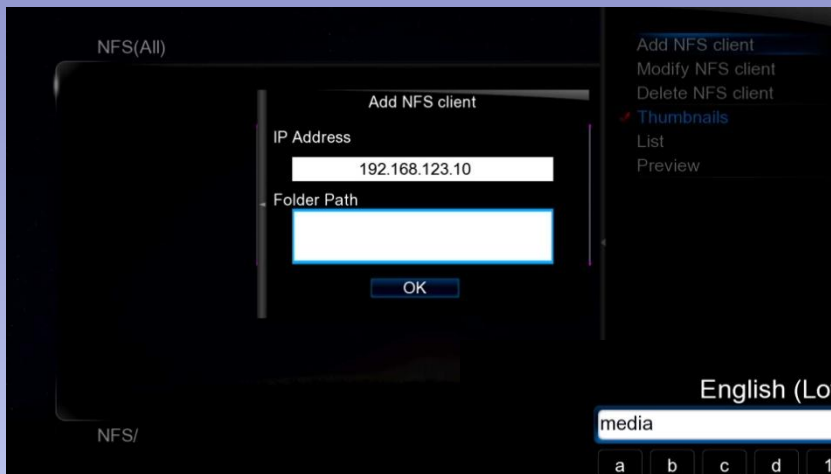 NFS(All)
Add NFS client
Modify NFS client
Delete NFS client
Thumbnails
List
Preview
Add NFS client
IP Address
192.168.123.10
Folder Path
OK
English (Lo
media
NFS/
a b c d 1